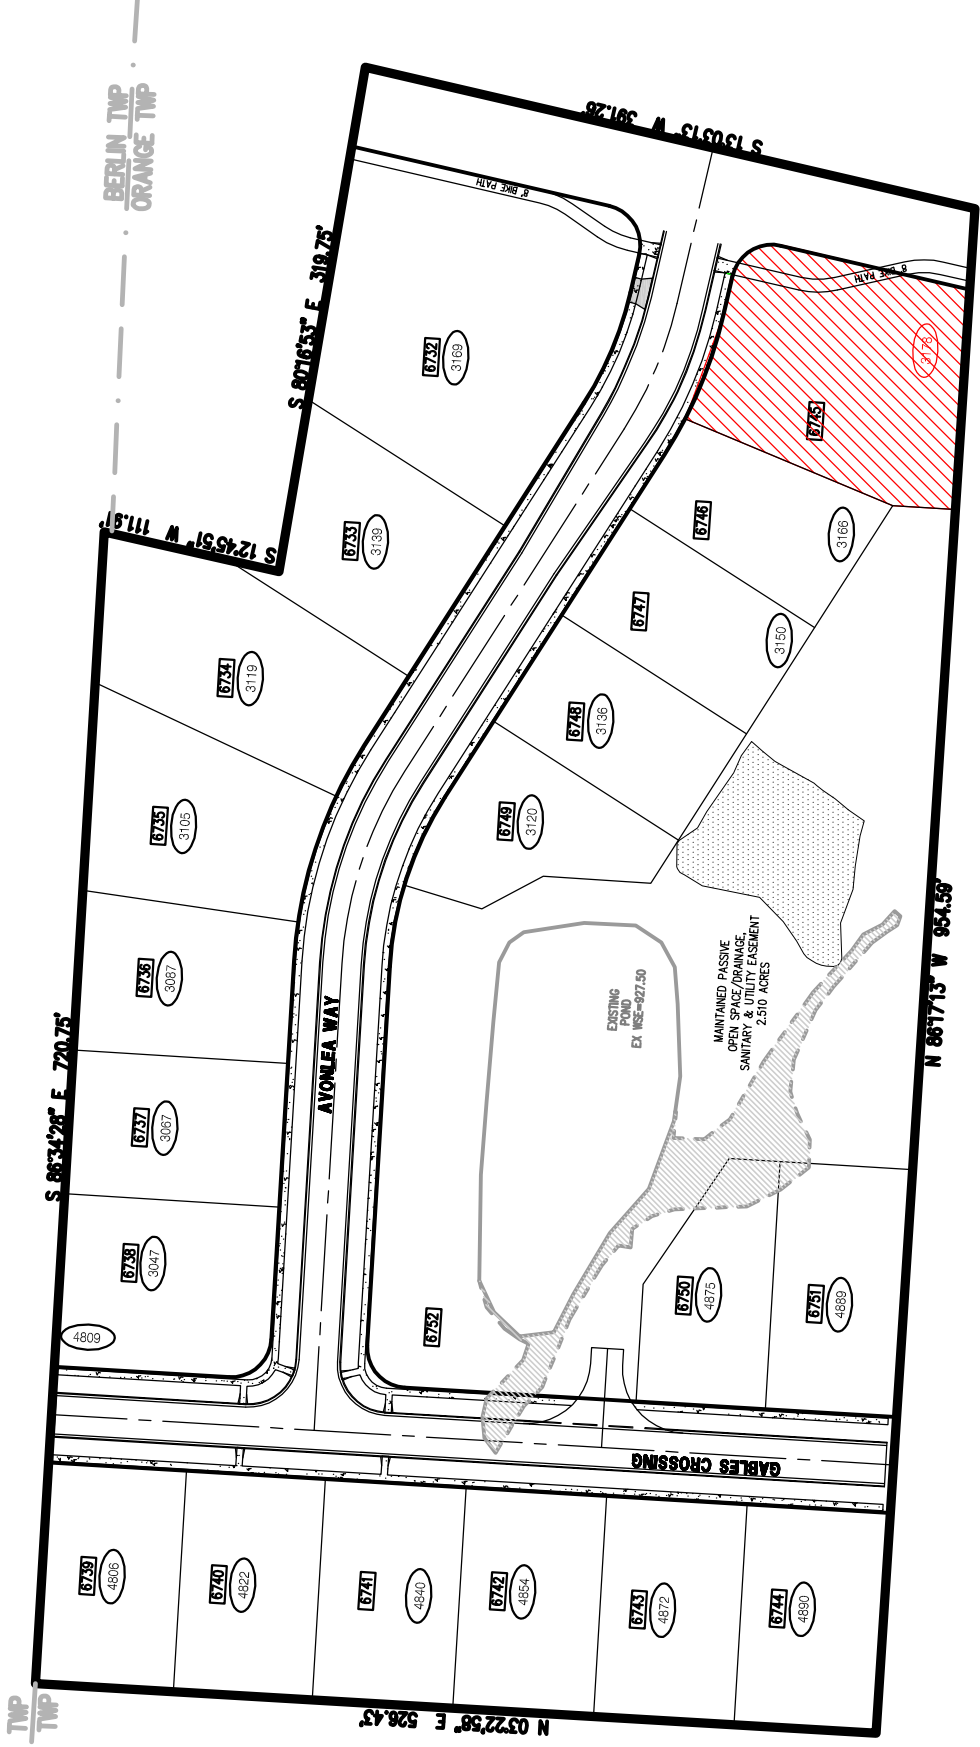 BERLIN TWP
ORANGE TWP
S 13°03'13" W 391.26'
8' BIKE PATH
S 80°16'53" E 319.75'
6732
3169
8' BIKE PATH
3178
6745
S 12°45'51" W 111.91'
6733
3139
6746
3166
6734
3119
6747
3150
6748
3136
6735
3105
6749
3120
6736
3087
S 86°34'28" E 720.75'
AVONLEA WAY
EXISTING
POND
EX WSE=927.50
MAINTAINED PASSIVE
OPEN SPACE/DRAINAGE,
SANITARY & UTILITY EASEMENT
2.510 ACRES
N 86°17'13" W 954.59'
6737
3067
6738
3047
4809
6752
6750
4875
6751
4889
GABLES CROSSING
6739
4806
6740
4822
6741
4840
6742
4854
6743
4872
6744
4890
TWP
TWP
N 03°22'58" E 526.43'